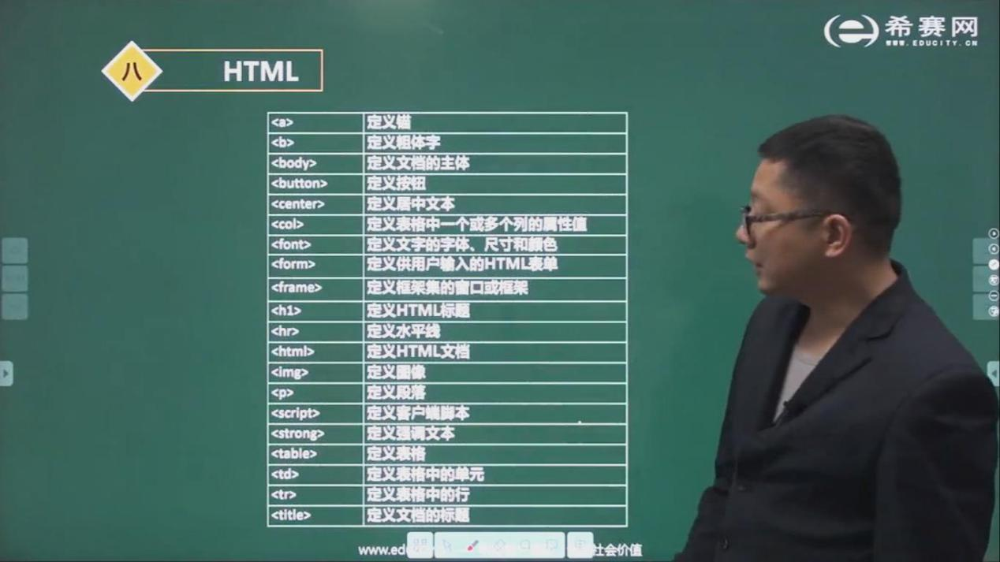 希赛网
WWW.EDUCITY.CN
八 HTML
<a> 定义锚
<b> 定义粗体字
<body> 定义文档的主体
<button> 定义按钮
<center> 定义居中文本
<col> 定义表格中一个或多个列的属性值
<font> 定义文字的字体、尺寸和颜色
<form> 定义供用户输入的HTML表单
<frame> 定义框架集的窗口或框架
<h1> 定义HTML标题
<hr> 定义水平线
<html> 定义HTML文档
<img> 定义图像
<p> 定义段落
<script> 定义客户端脚本
<strong> 定义强调文本
<table> 定义表格
<td> 定义表格中的单元
<tr> 定义表格中的行
<title> 定义文档的标题
www.edu 社会价值